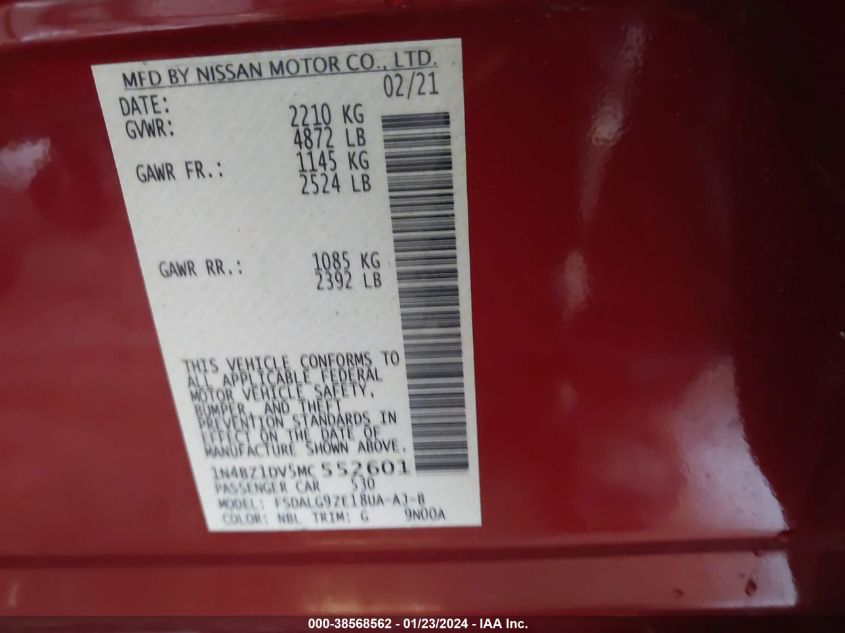 MFD BY NISSAN MOTOR CO., LTD.
DATE: 02/21
GVWR: 2210 KG
4872 LB
GAWR FR.: 1145 KG
2524 LB
GAWR RR.: 1085 KG
2392 LB
THIS VEHICLE CONFORMS TO
ALL APPLICABLE FEDERAL
MOTOR VEHICLE SAFETY,
BUMPER, AND THEFT
PREVENTION STANDARDS IN
EFFECT ON THE DATE OF
MANUFACTURE SHOWN ABOVE.
1N4BZ1DV5MC552601
PASSENGER CAR 530
MODEL: FSDALG9ZE18UA-AJ-B
COLOR: NBL TRIM: G 9N00A
000-38568562 - 01/23/2024 - IAA Inc.